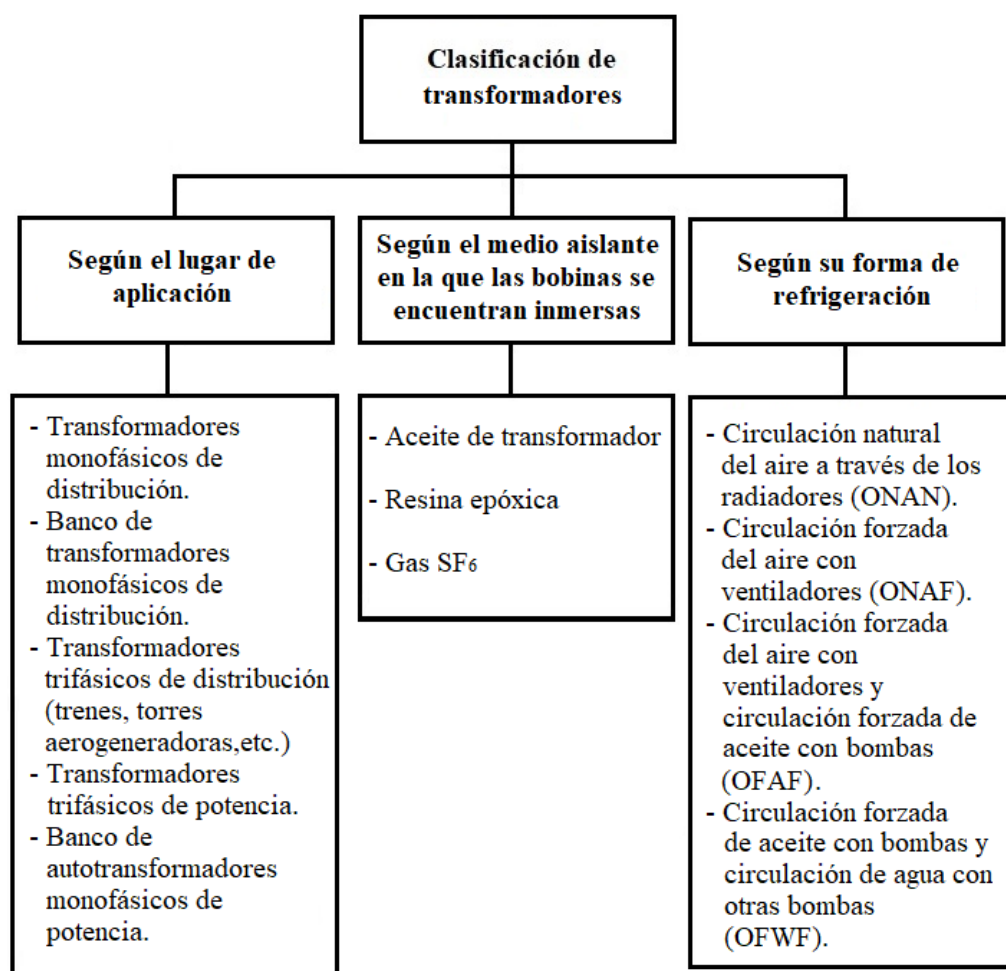 Clasificación de
transformadores
Según el lugar de
aplicación
Según el medio aislante
en la que las bobinas se
encuentran inmersas
Según su forma de
refrigeración
- Transformadores
monofásicos de
distribución.
- Banco de
transformadores
monofásicos de
distribución.
- Transformadores
trifásicos de distribución
(trenes, torres
aerogeneradoras,etc.)
- Transformadores
trifásicos de potencia.
- Banco de
autotransformadores
monofásicos de
potencia.
- Aceite de transformador
- Resina epóxica
- Gas SF₆
- Circulación natural
del aire a través de los
radiadores (ONAN).
- Circulación forzada
del aire con
ventiladores (ONAF).
- Circulación forzada
del aire con
ventiladores y
circulación forzada de
aceite con bombas
(OFAF).
- Circulación forzada
de aceite con bombas y
circulación de agua con
otras bombas
(OFWF).